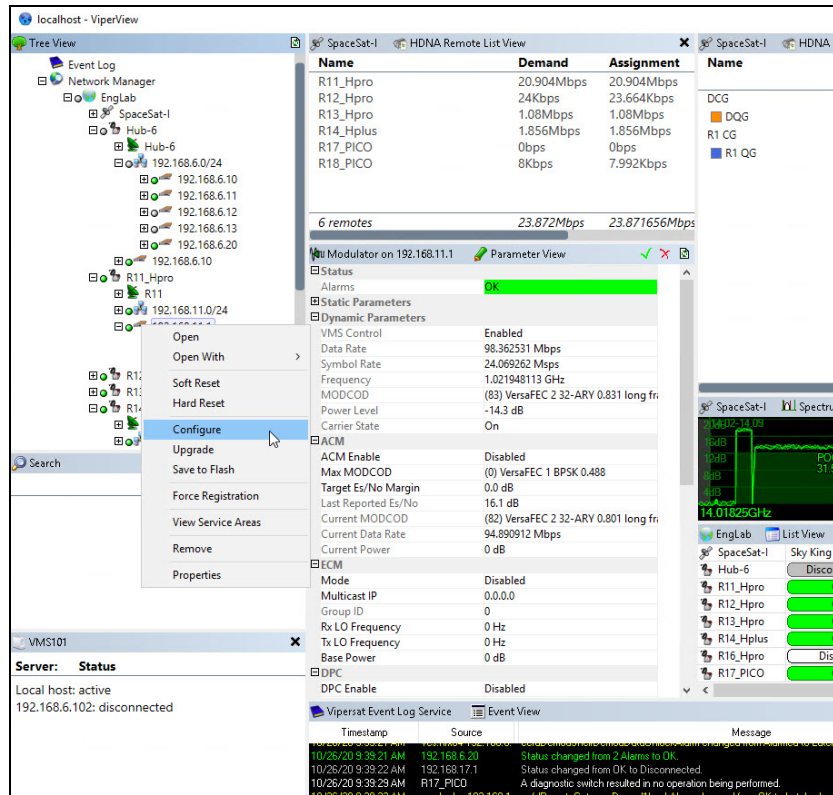 localhost - ViperView
Tree View
Event Log
Network Manager
EngLab
SpaceSat-I
Hub-6
Hub-6
192.168.6.0/24
192.168.6.10
192.168.6.11
192.168.6.12
192.168.6.13
192.168.6.20
192.168.6.10
R11_Hpro
R11
192.168.11.0/24
R12
R13
R14
Open
Open With
Soft Reset
Hard Reset
Configure
Upgrade
Save to Flash
Force Registration
View Service Areas
Remove
Properties
Search
VMS101
Server: Status
Local host: active
192.168.6.102: disconnected
SpaceSat-I HDNA Remote List View
Name Demand Assignment
R11_Hpro 20.904Mbps 20.904Mbps
R12_Hpro 24Kbps 23.664Kbps
R13_Hpro 1.08Mbps 1.08Mbps
R14_Hplus 1.856Mbps 1.856Mbps
R17_PICO 0bps 0bps
R18_PICO 8Kbps 7.992Kbps
6 remotes 23.872Mbps 23.871656Mbps
Modulator on 192.168.11.1 Parameter View
Status
Alarms OK
Static Parameters
Dynamic Parameters
VMS Control Enabled
Data Rate 98.362531 Mbps
Symbol Rate 24.069262 Msps
Frequency 1.021948113 GHz
MODCOD (83) VersaFEC 2 32-ARY 0.831 long fra
Power Level -14.3 dB
Carrier State On
ACM
ACM Enable Disabled
Max MODCOD (0) VersaFEC 1 BPSK 0.488
Target Es/No Margin 0.0 dB
Last Reported Es/No 16.1 dB
Current MODCOD (82) VersaFEC 2 32-ARY 0.801 long fra
Current Data Rate 94.890912 Mbps
Current Power 0 dB
ECM
Mode Disabled
Multicast IP 0.0.0.0
Group ID 0
Rx LO Frequency 0 Hz
Tx LO Frequency 0 Hz
Base Power 0 dB
DPC
DPC Enable Disabled
Vipersat Event Log Service Event View
Timestamp Source Message
10/26/20 9:39:21 AM 192.168.6.20 Status changed from 2 Alarms to OK.
10/26/20 9:39:22 AM 192.168.17.1 Status changed from OK to Disconnected.
10/26/20 9:39:29 AM R17_PICO A diagnostic switch resulted in no operation being performed.
SpaceSat-I HDNA
Name
DCG
DQG
R1 CG
R1 QG
SpaceSat-I Spectru
16dB
12dB
8dB
4dB
14.01825GHz
EngLab List View
SpaceSat-I Sky King
Hub-6 Disco
R11_Hpro
R12_Hpro
R13_Hpro
R14_Hplus
R16_Hpro Dis
R17_PICO